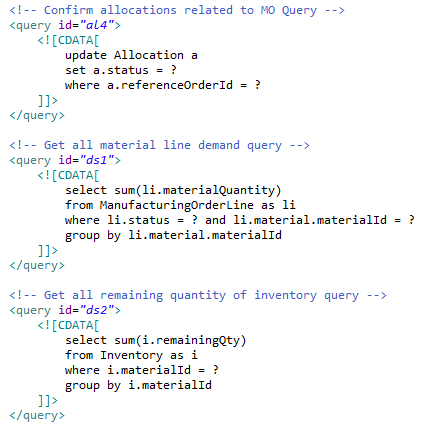 <!-- Confirm allocations related to MO Query -->
<query id="al4">
<![CDATA[
update Allocation a
set a.status = ?
where a.referenceOrderId = ?
]]>
</query>
<!-- Get all material line demand query -->
<query id="ds1">
<![CDATA[
select sum(li.materialQuantity)
from ManufacturingOrderLine as li
where li.status = ? and li.material.materialId = ?
group by li.material.materialId
]]>
</query>
<!-- Get all remaining quantity of inventory query -->
<query id="ds2">
<![CDATA[
select sum(i.remainingQty)
from Inventory as i
where i.materialId = ?
group by i.materialId
]]>
</query>